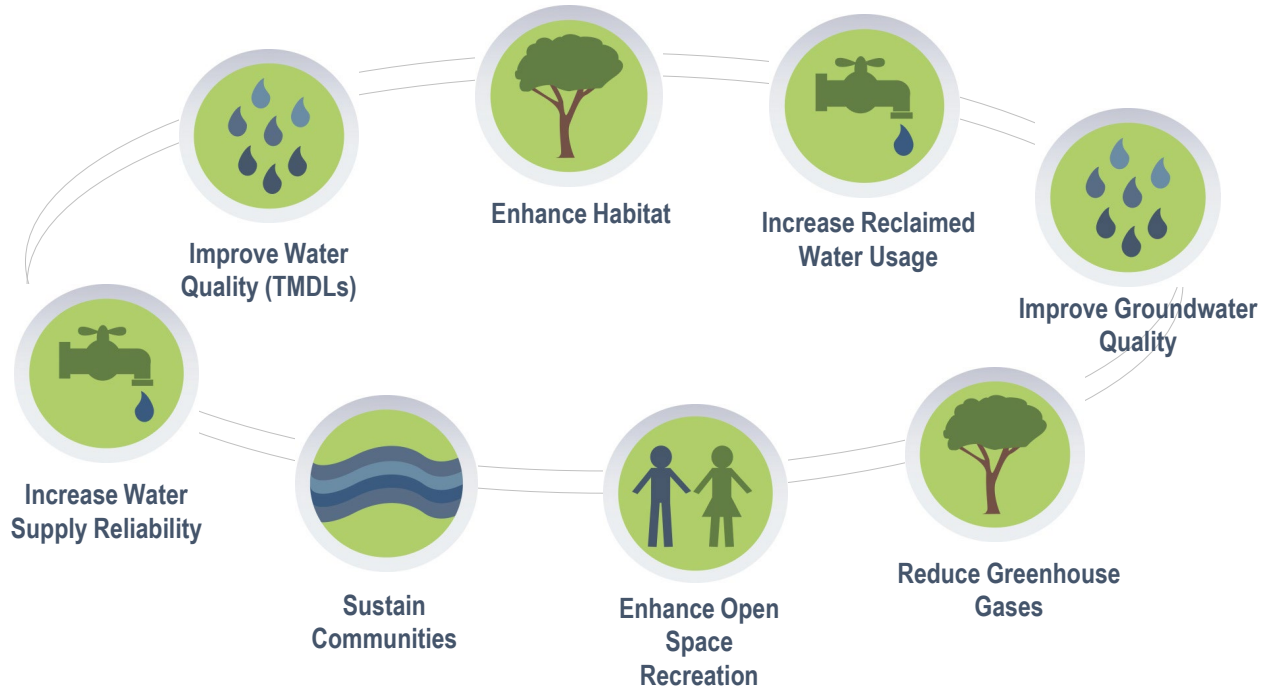 Enhance Habitat
Increase Reclaimed
Water Usage
Improve Water
Quality (TMDLs)
Improve Groundwater
Quality
Increase Water
Supply Reliability
Sustain
Communities
Enhance Open
Space
Recreation
Reduce Greenhouse
Gases